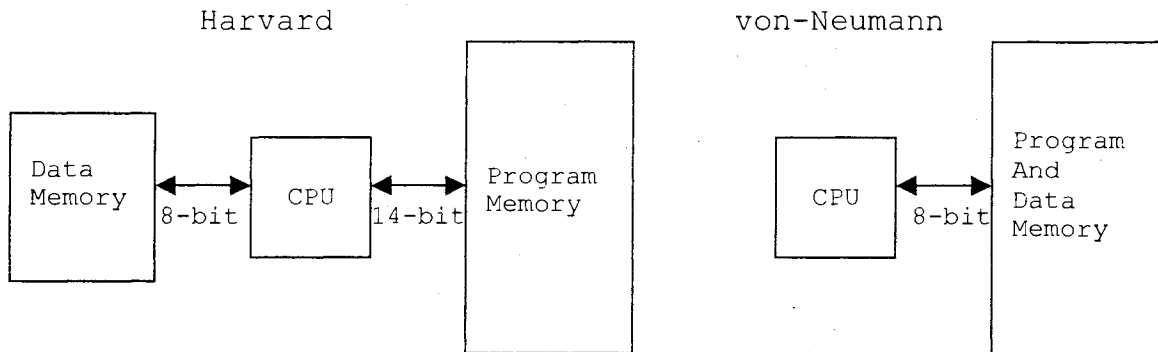 Harvard
von-Neumann
Data
Memory
8-bit
CPU
14-bit
Program
Memory
CPU
8-bit
Program
And
Data
Memory